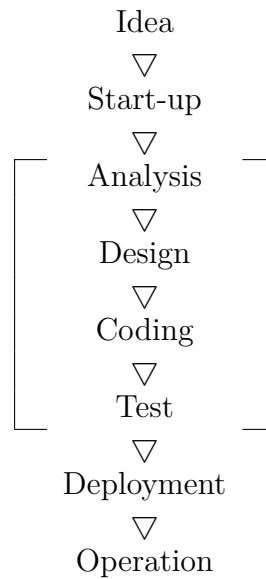 Idea
▽
Start-up
▽
Analysis
▽
Design
▽
Coding
▽
Test
▽
Deployment
▽
Operation